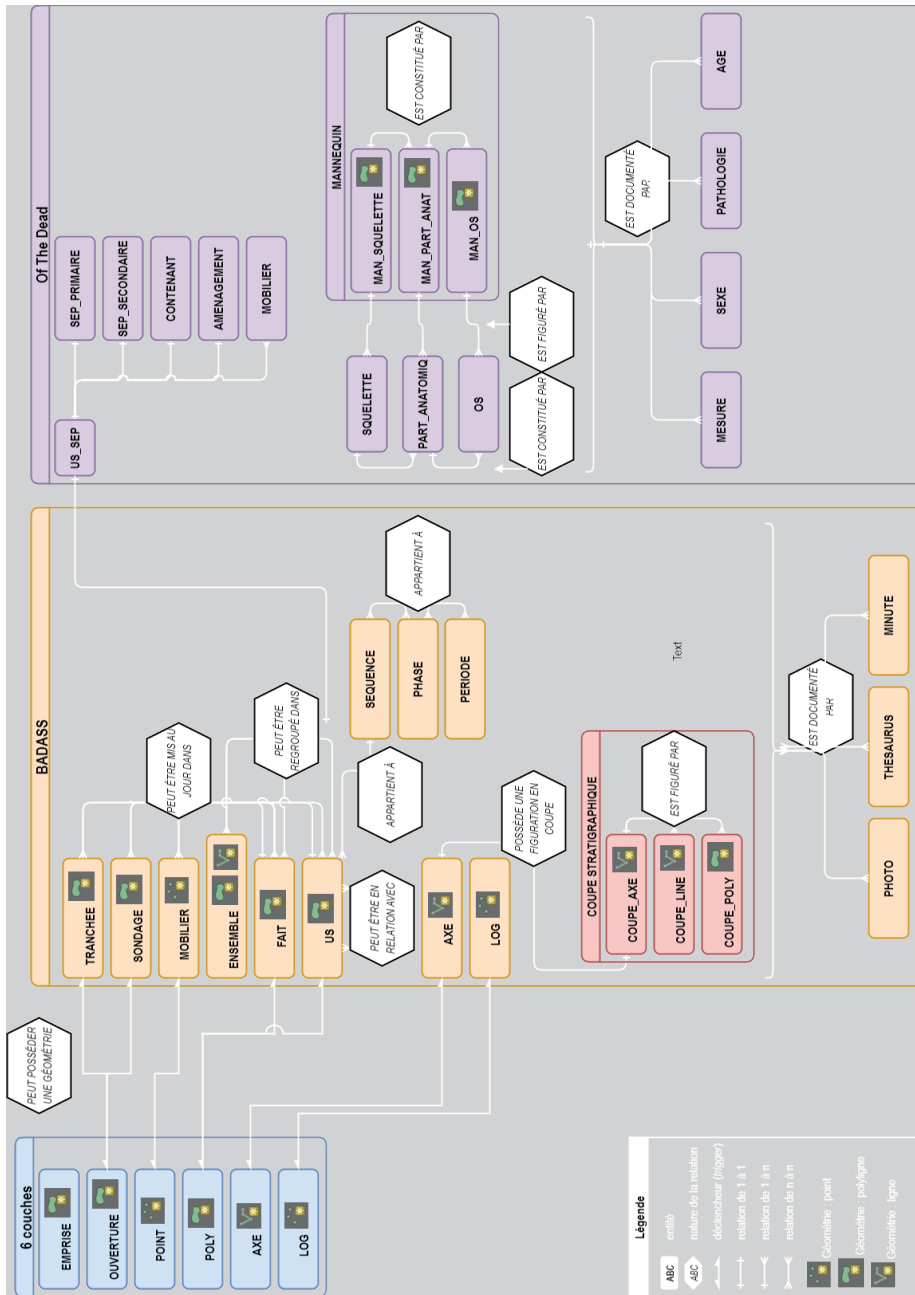 6 couches
EMPRISE
OUVERTURE
POINT
POLY
AXE
LOG
PEUT POSSÉDER
UNE GÉOMÉTRIE
BADASS
TRANCHEE
SONDAGE
MOBILIER
ENSEMBLE
FAIT
US
PEUT ÊTRE MIS AU
JOUR DANS
PEUT ÊTRE
REGROUPÉ DANS
PEUT ÊTRE EN
RELATION AVEC
APPARTIENT À
SEQUENCE
PHASE
PERIODE
APPARTIENT À
AXE
LOG
POSSÈDE UNE
FIGURATION EN
COUPE
COUPE STRATIGRAPHIQUE
COUPE_AXE
COUPE_LINE
COUPE_POLY
EST FIGURÉ PAR
Text
EST DOCUMENTÉ
PAR
PHOTO
THESAURUS
MINUTE
Of The Dead
US_SEP
SEP_PRIMAIRE
SEP_SECONDAIRE
CONTENANT
AMENAGEMENT
MOBILIER
SQUELETTE
PART_ANATOMIQ
OS
MANNEQUIN
MAN_SQUELETTE
MAN_PART_ANAT
MAN_OS
EST CONSTITUÉ PAR
EST CONSTITUÉ PAR
EST FIGURÉ PAR
EST DOCUMENTÉ
PAR
MESURE
SEXE
PATHOLOGIE
AGE
Légende
ABC entité
ABC nature de la relation
déclencheur (trigger)
relation de 1 à 1
relation de 1 à n
relation de n à n
Géométrie : point
Géométrie : polyligne
Géométrie : ligne